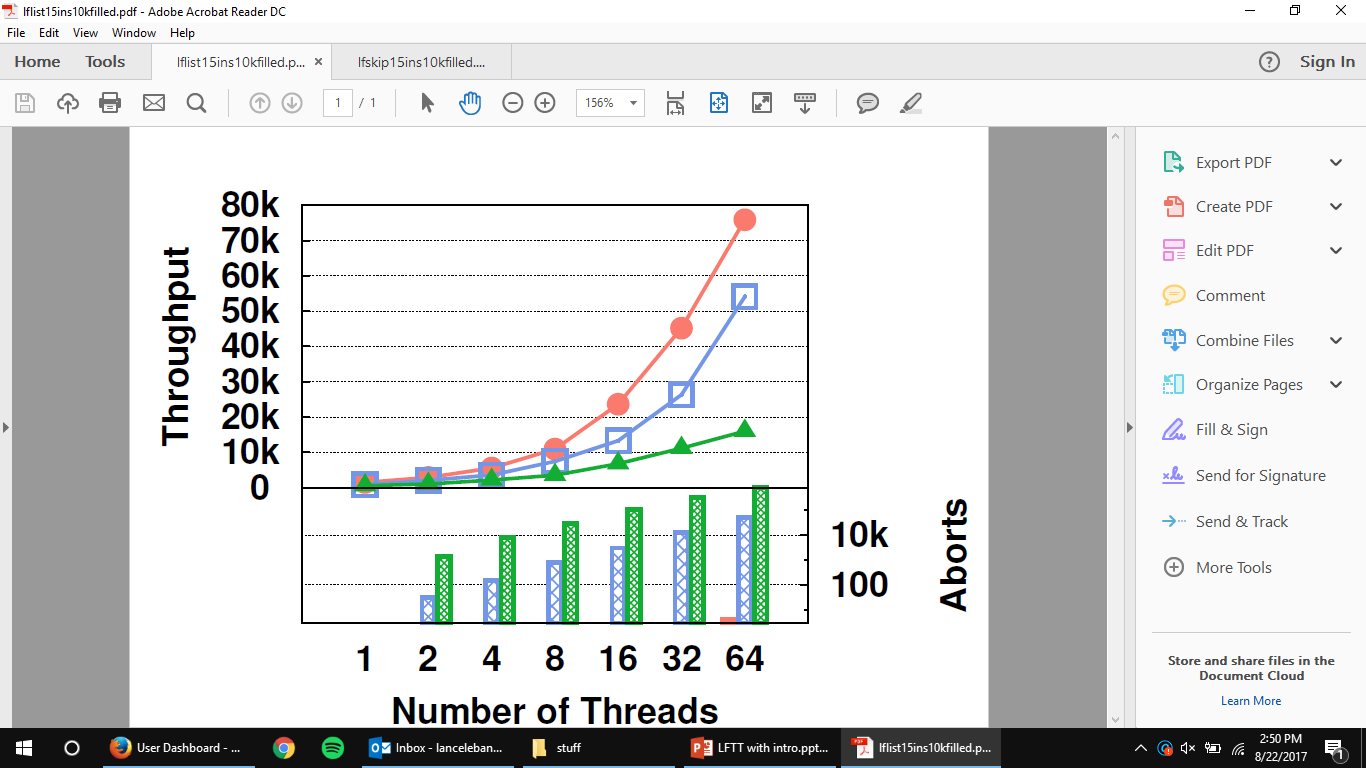 lflist15ins10kfilled.pdf - Adobe Acrobat Reader DC
File Edit View Window Help
Home Tools lflist15ins10kfilled.p... × lfskip15ins10kfilled.... ? Sign In
1 / 1 156%
80k
70k
60k
50k
40k
30k
20k
10k
0
Throughput
10k
100
Aborts
1 2 4 8 16 32 64
Number of Threads
Export PDF
Create PDF
Edit PDF
Comment
Combine Files
Organize Pages
Fill & Sign
Send for Signature
Send & Track
More Tools
Store and share files in the
Document Cloud
Learn More
User Dashboard - ... Inbox - lanceleban... stuff LFTT with intro.ppt... lflist15ins10kfilled.p...
2:50 PM
8/22/2017
1